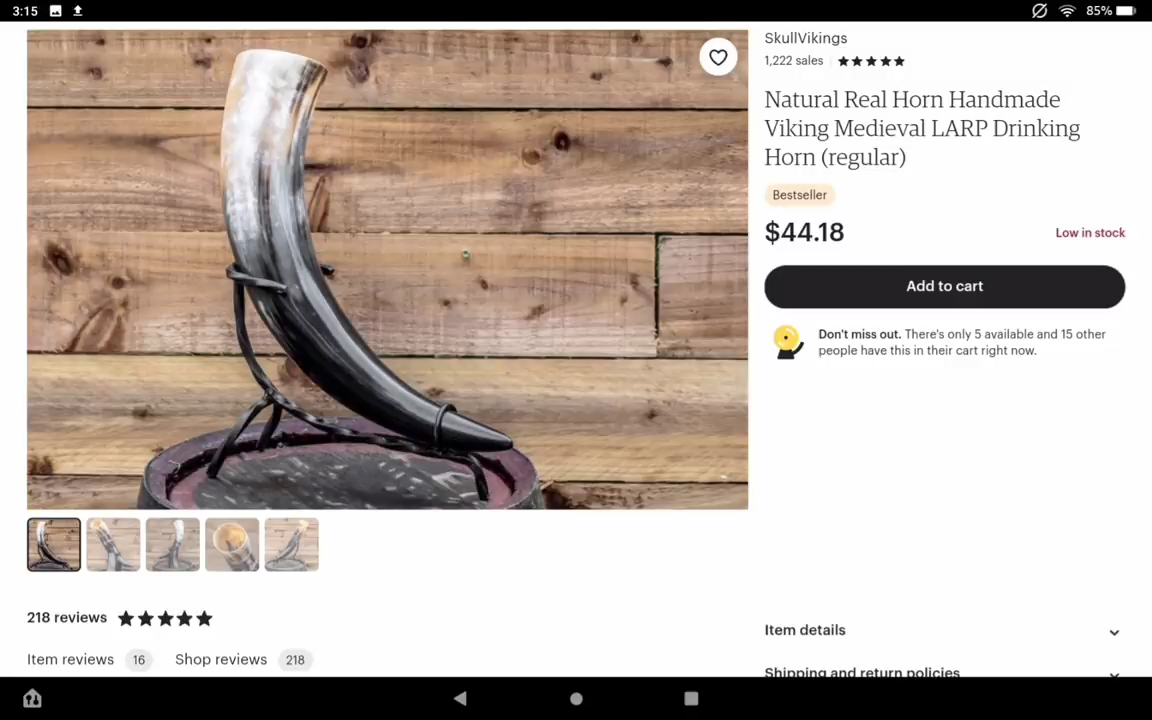 3:15
85%
SkullVikings
1,222 sales
Natural Real Horn Handmade
Viking Medieval LARP Drinking
Horn (regular)
Bestseller
$44.18
Low in stock
Add to cart
Don't miss out. There's only 5 available and 15 other
people have this in their cart right now.
218 reviews
Item reviews 16 Shop reviews 218
Item details
Shipping and return policies